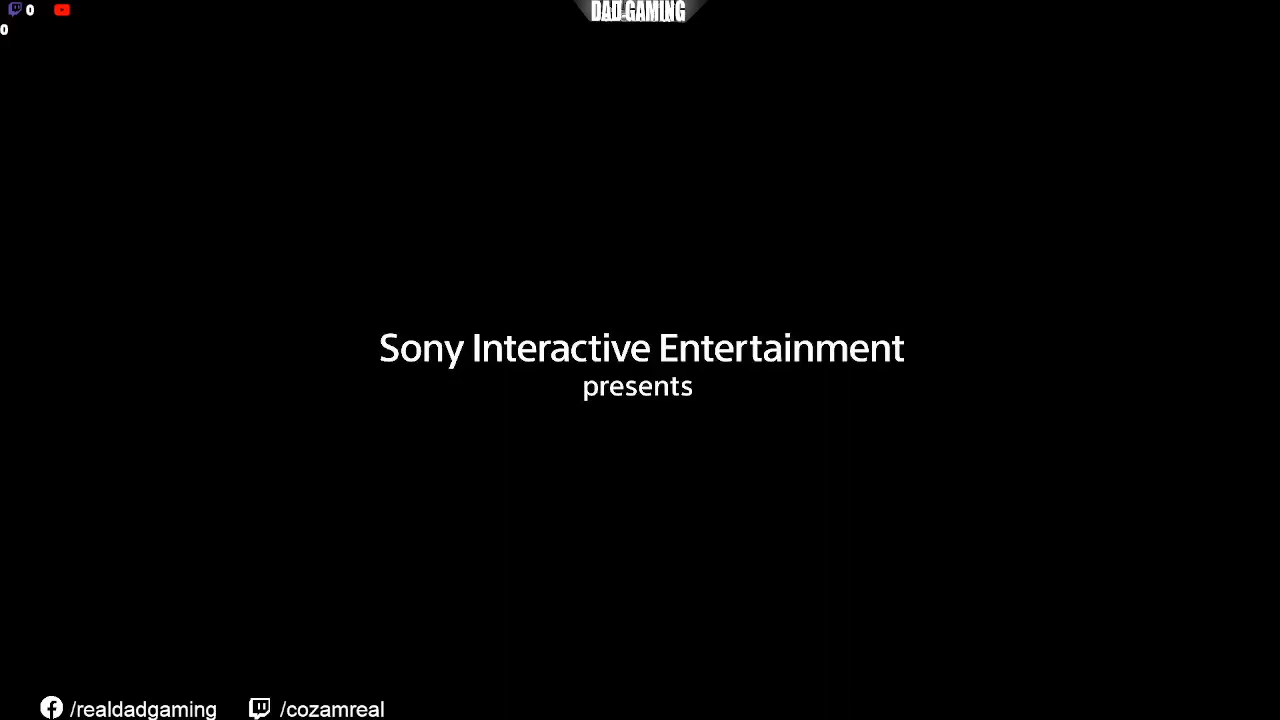 0
DAD GAMING
0
Sony Interactive Entertainment
presents
/realdadgaming
/cozamreal